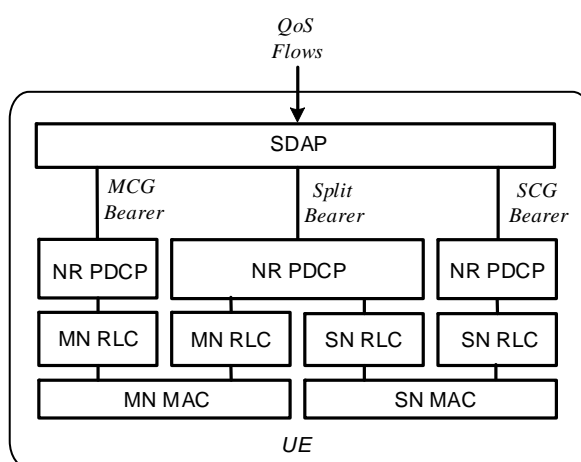 QoS
Flows
SDAP
MCG
Bearer
Split
Bearer
SCG
Bearer
NR PDCP
NR PDCP
NR PDCP
MN RLC
MN RLC
SN RLC
SN RLC
MN MAC
SN MAC
UE